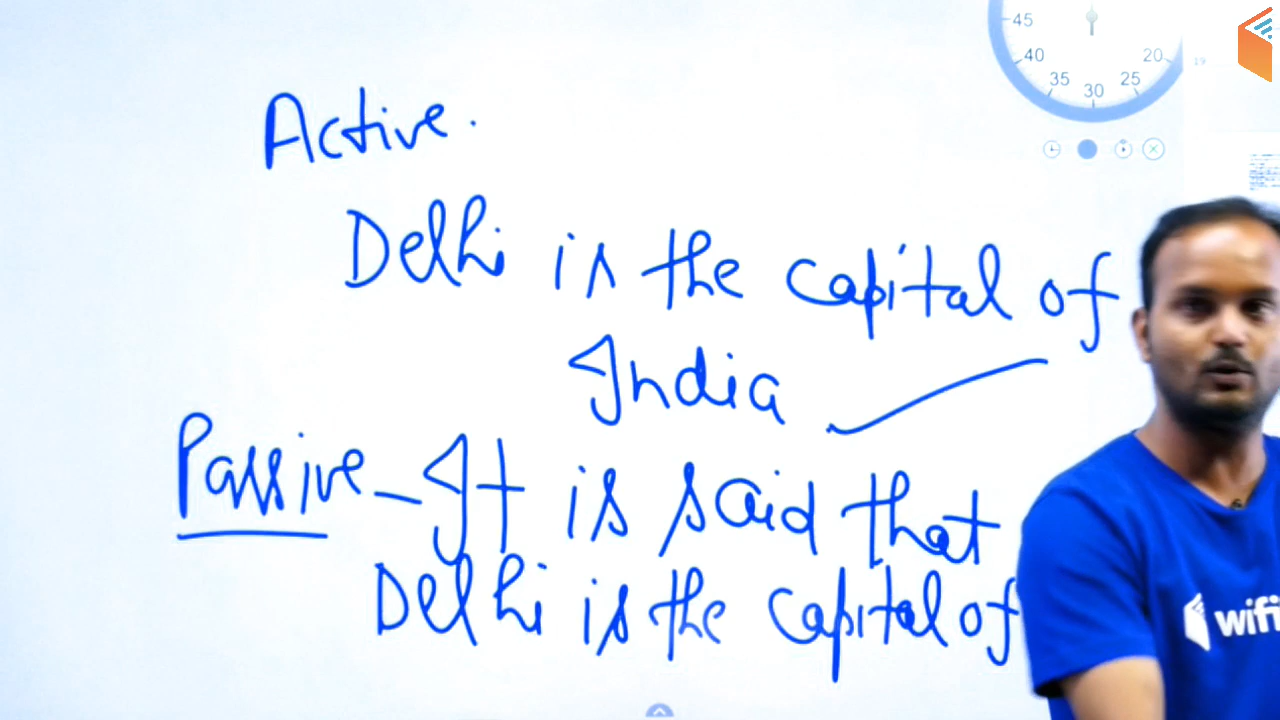 45
40
35
30
25
20
19
Active.
Delhi is the capital of
India
Passive - It is said that
Delhi is the capital of
wifi